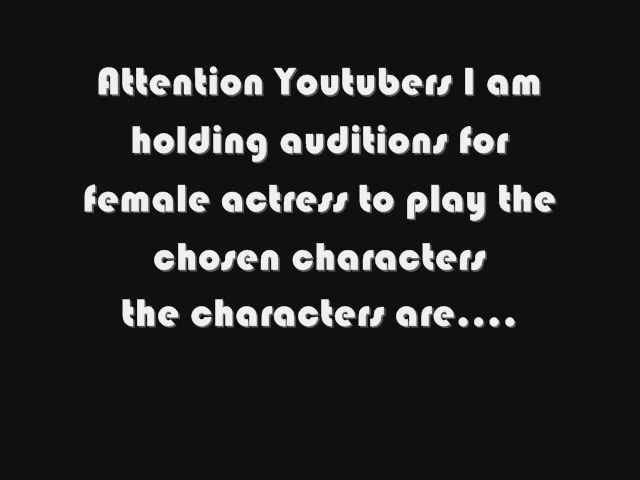 Attention Youtubers I am
holding auditions for
female actress to play the
chosen characters
the characters are....